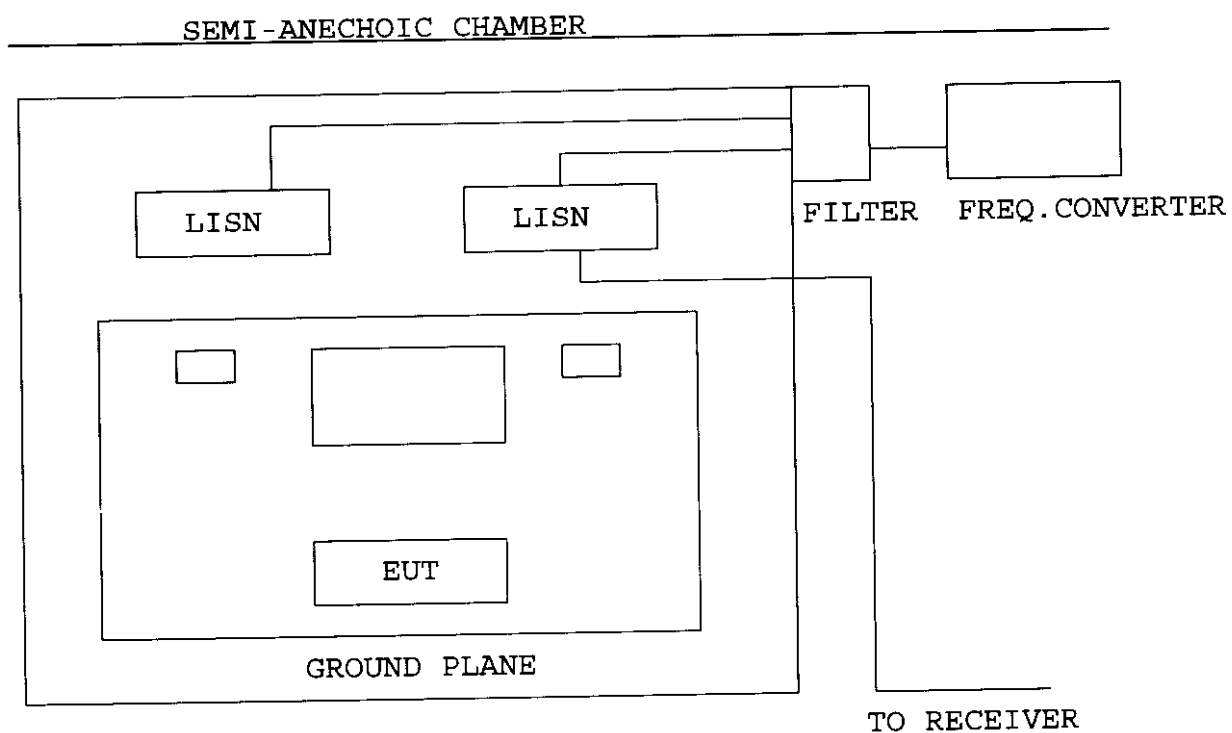 SEMI-ANECHOIC CHAMBER
LISN
LISN
FILTER
FREQ.CONVERTER
EUT
GROUND PLANE
TO RECEIVER